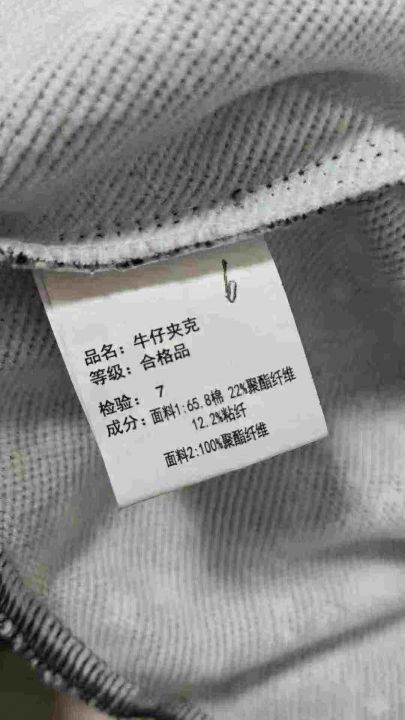 6
品名: 牛仔夹克
等级: 合格品
检验: 7
成分: 面料1:65.8棉 22%聚酯纤维
12.2%粘纤
面料2:100%聚酯纤维